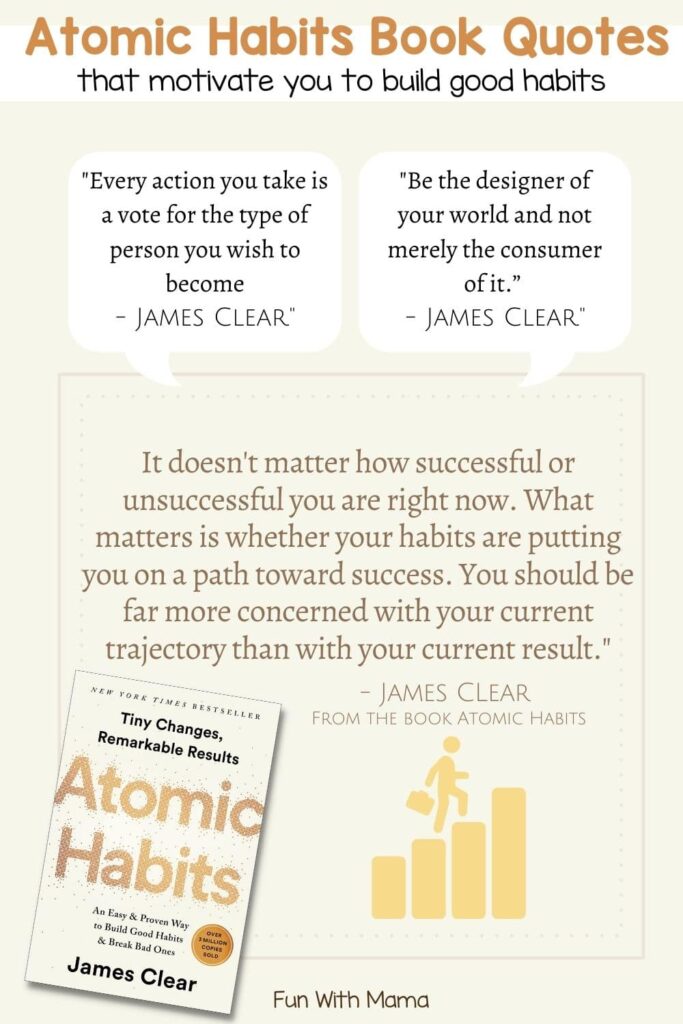 Atomic Habits Book Quotes
that motivate you to build good habits
"Every action you take is
a vote for the type of
person you wish to
become
- JAMES CLEAR"
"Be the designer of
your world and not
merely the consumer
of it.”
- JAMES CLEAR"
It doesn't matter how successful or
unsuccessful you are right now. What
matters is whether your habits are putting
you on a path toward success. You should be
far more concerned with your current
trajectory than with your current result."
- JAMES CLEAR
FROM THE BOOK ATOMIC HABITS
NEW YORK TIMES BESTSELLER
Tiny Changes,
Remarkable Results
Atomic
Habits
An Easy & Proven Way
to Build Good Habits
& Break Bad Ones
OVER
3 MILLION
COPIES
SOLD
James Clear
Fun With Mama